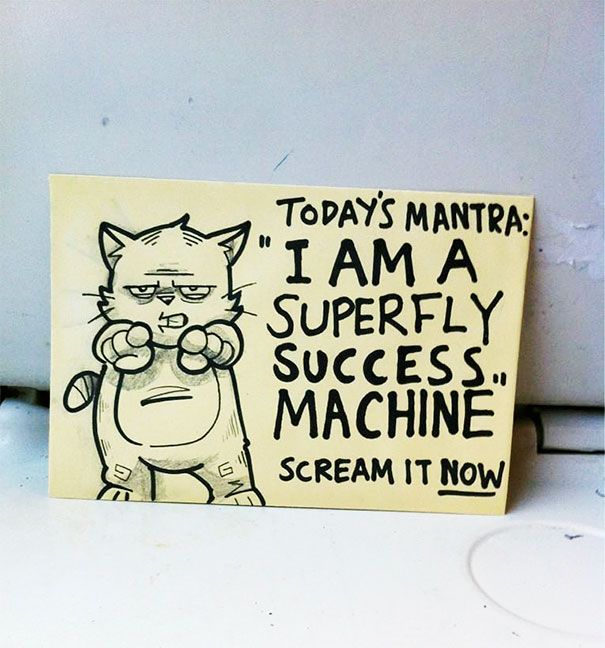 TODAY'S MANTRA:
"I AM A
SUPERFLY
SUCCESS
MACHINE"
SCREAM IT NOW